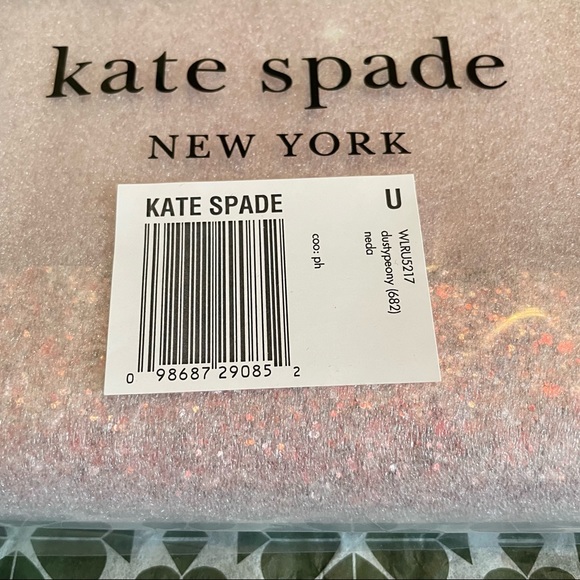 kate spade
NEW YORK
KATE SPADE
U
WLRU5217
dustypeony (682)
neda
coo: ph
0 98687 29085 2